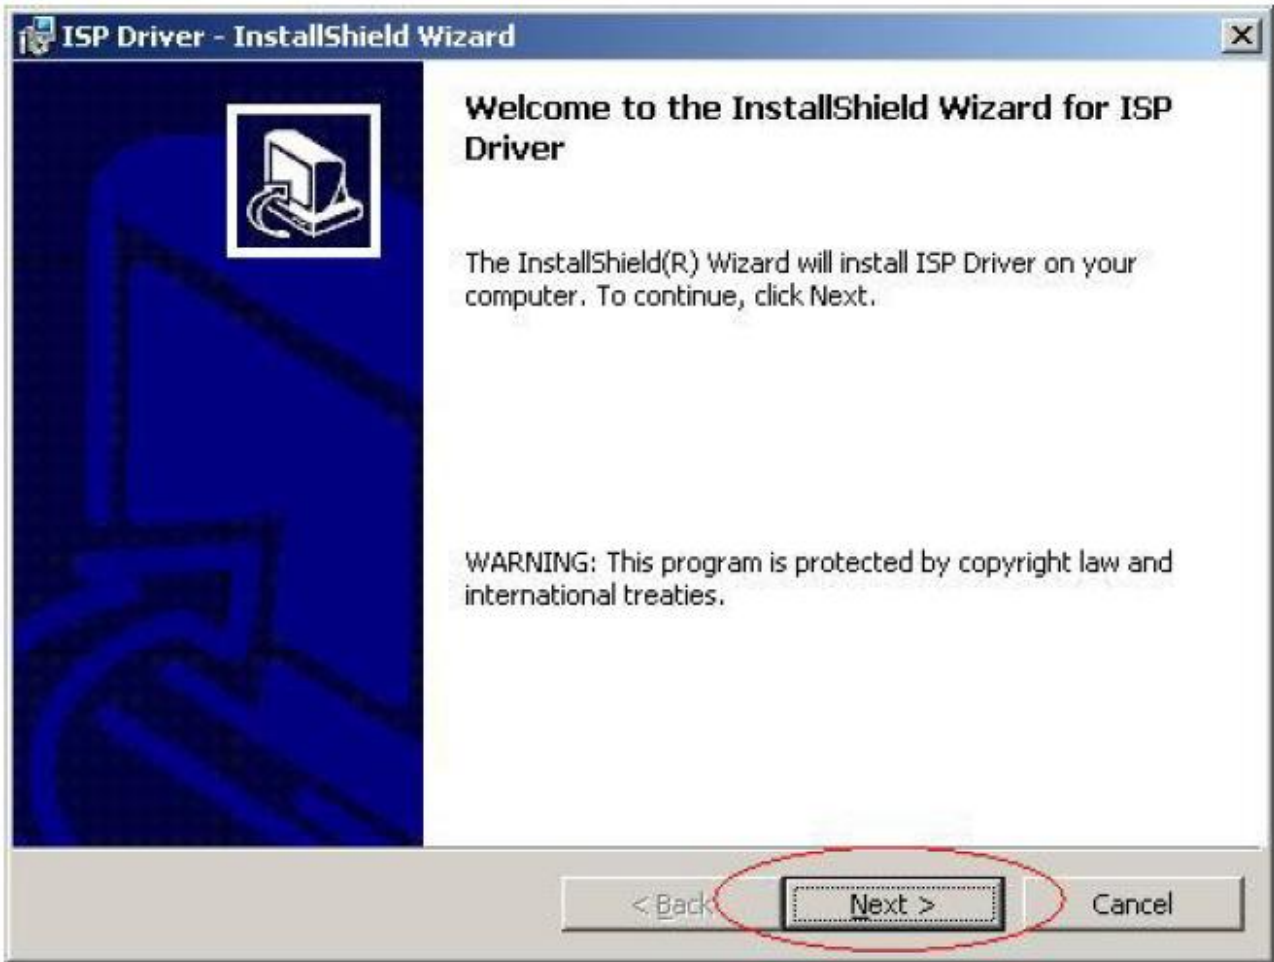 ISP Driver - InstallShield Wizard
Welcome to the InstallShield Wizard for ISP
Driver
The InstallShield(R) Wizard will install ISP Driver on your
computer. To continue, click Next.
WARNING: This program is protected by copyright law and
international treaties.
< Back
Next >
Cancel